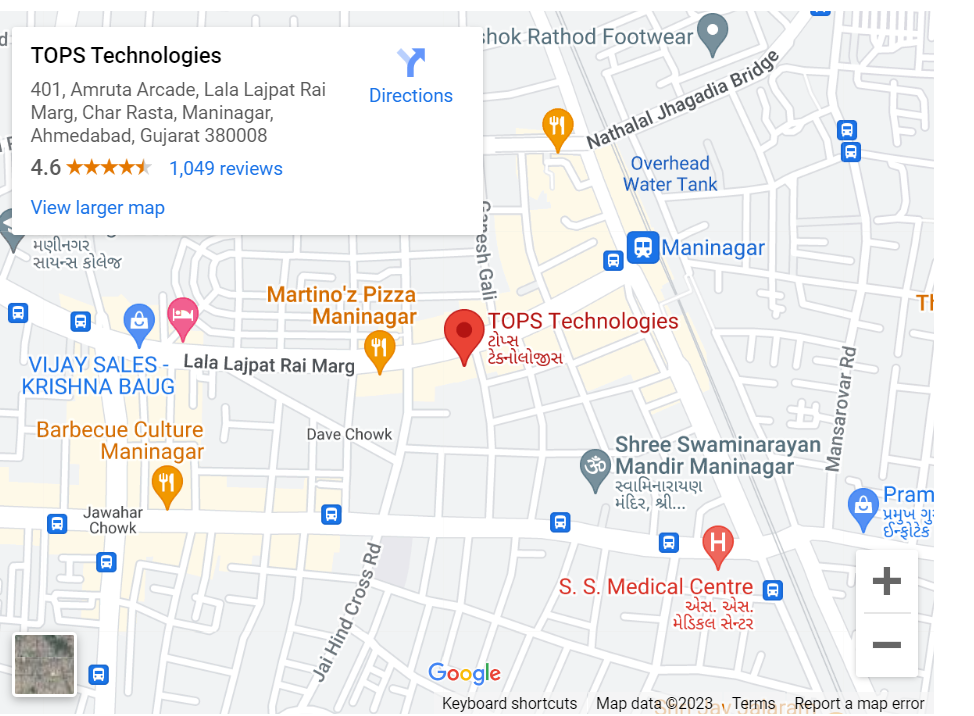 TOPS Technologies
401, Amruta Arcade, Lala Lajpat Rai
Marg, Char Rasta, Maninagar,
Ahmedabad, Gujarat 380008
4.6
1,049 reviews
View larger map
Directions
shok Rathod Footwear
Nathalal Jhagadia Bridge
Overhead
Water Tank
Ganesh Gali
Maninagar
મણીનગર
સાયન્સ કોલેજ
Martino'z Pizza
Maninagar
TOPS Technologies
ટોપ્સ
ટેક્નોલોજીસ
Th
VIJAY SALES -
KRISHNA BAUG
Lala Lajpat Rai Marg
Mansarovar Rd
Barbecue Culture
Maninagar
Dave Chowk
Shree Swaminarayan
Mandir Maninagar
સ્વામિનારાયણ
મંદિર, શ્રી...
Jawahar
Chowk
Pram
પ્રમુખ ગુ
ઈન્ફોટેક
H
S. S. Medical Centre
એસ. એસ.
મેડિકલ સેન્ટર
Jai Hind Cross Rd
Google
Keyboard shortcuts
Map data ©2023
Terms
Report a map error